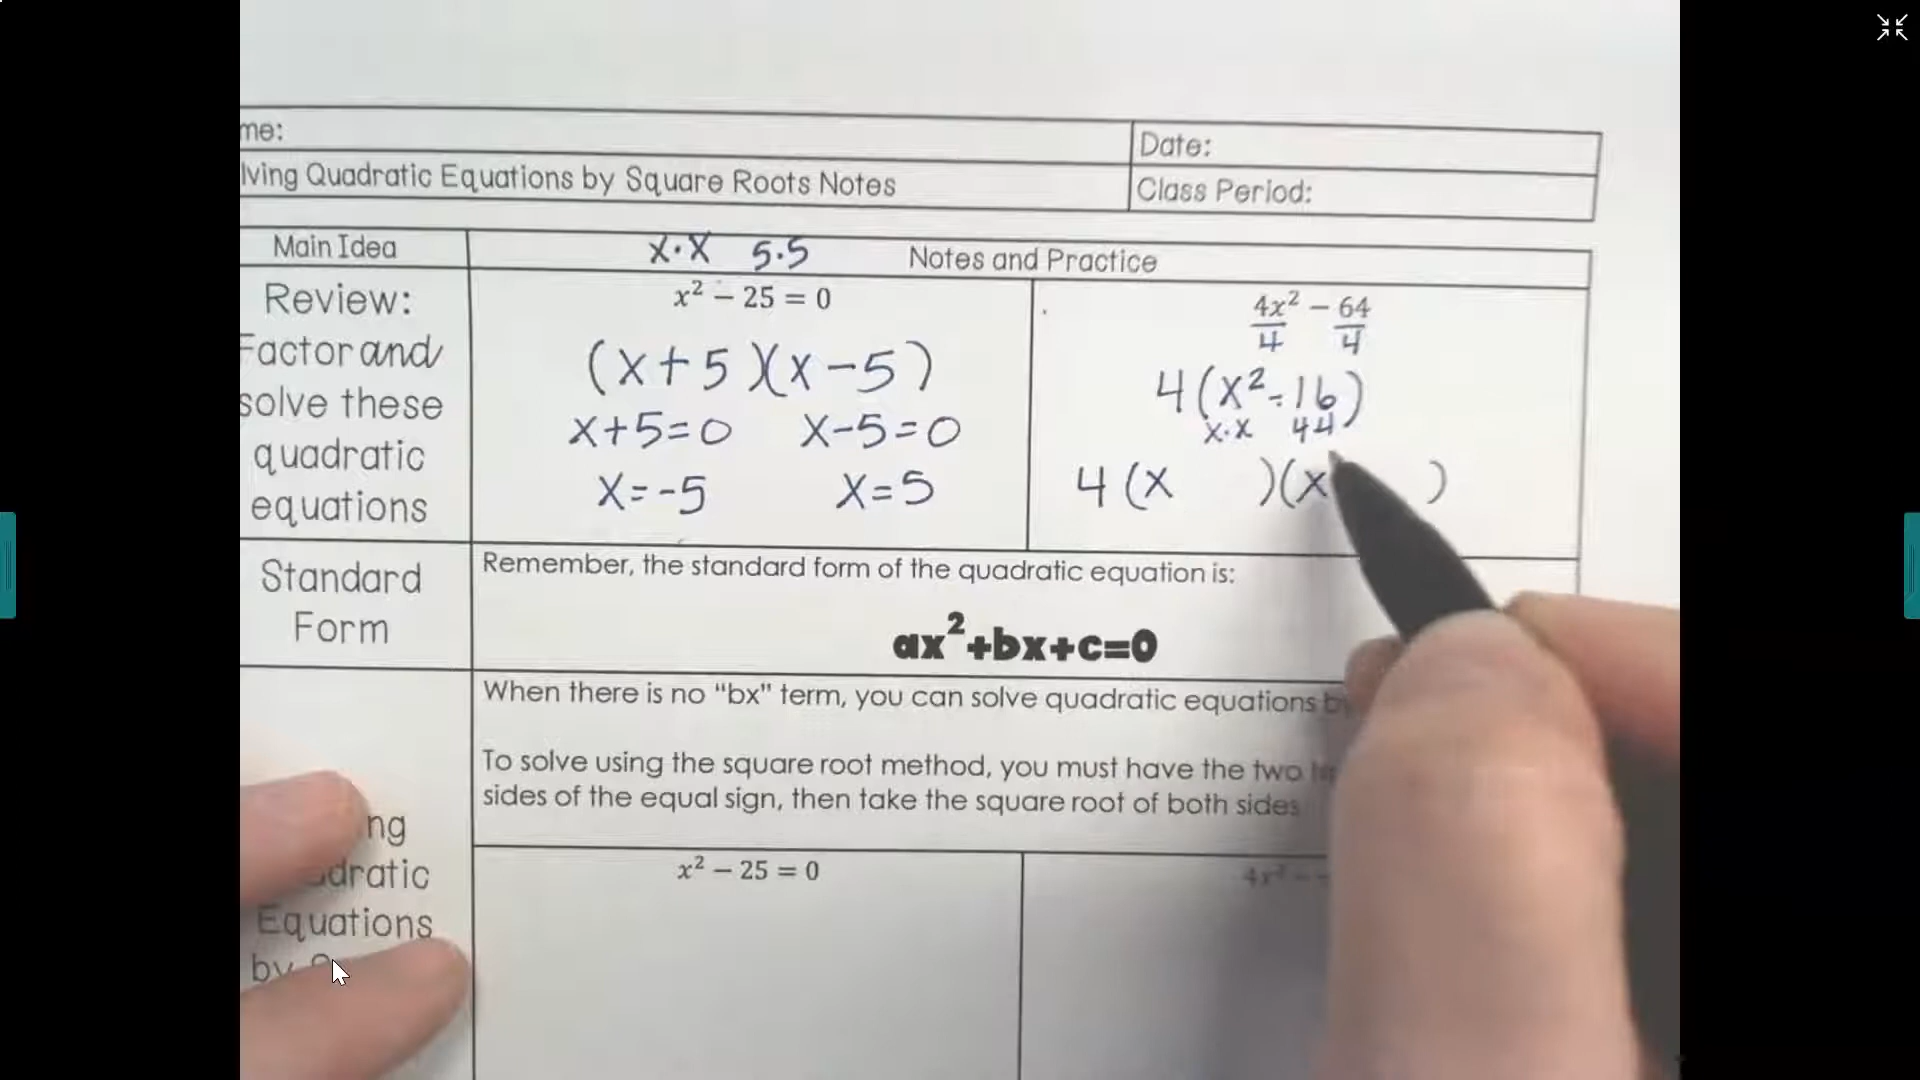 me:
Date:
lving Quadratic Equations by Square Roots Notes
Class Period:
Main Idea
x·x 5·5
Notes and Practice
Review:
Factor and
solve these
quadratic
equations
x² – 25 = 0
(x+5)(x-5)
x+5=0 x-5=0
x=-5 x=5
4x² – 64
4 4
4(x²-16)
x·x 44
4(x )(x )
Standard
Form
Remember, the standard form of the quadratic equation is:
ax²+bx+c=0
When there is no “bx” term, you can solve quadratic equations
To solve using the square root method, you must have the two
sides of the equal sign, then take the square root of both sides
ng
dratic
Equations
by
x² – 25 = 0
4x² –